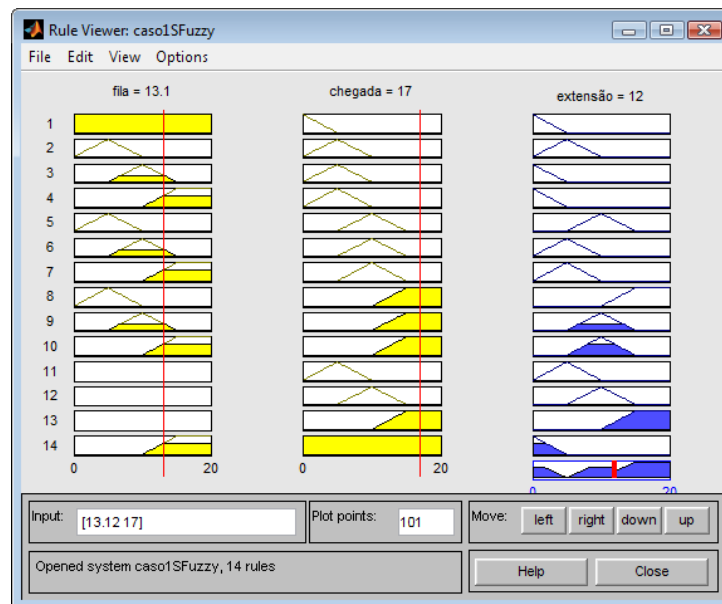 Rule Viewer: caso1SFuzzy
File Edit View Options
fila = 13.1 chegada = 17 extensão = 12
1
2
3
4
5
6
7
8
9
10
11
12
13
14
0 20 0 20
0 20
Input: [13.12 17] Plot points: 101 Move: left right down up
Opened system caso1SFuzzy, 14 rules Help Close